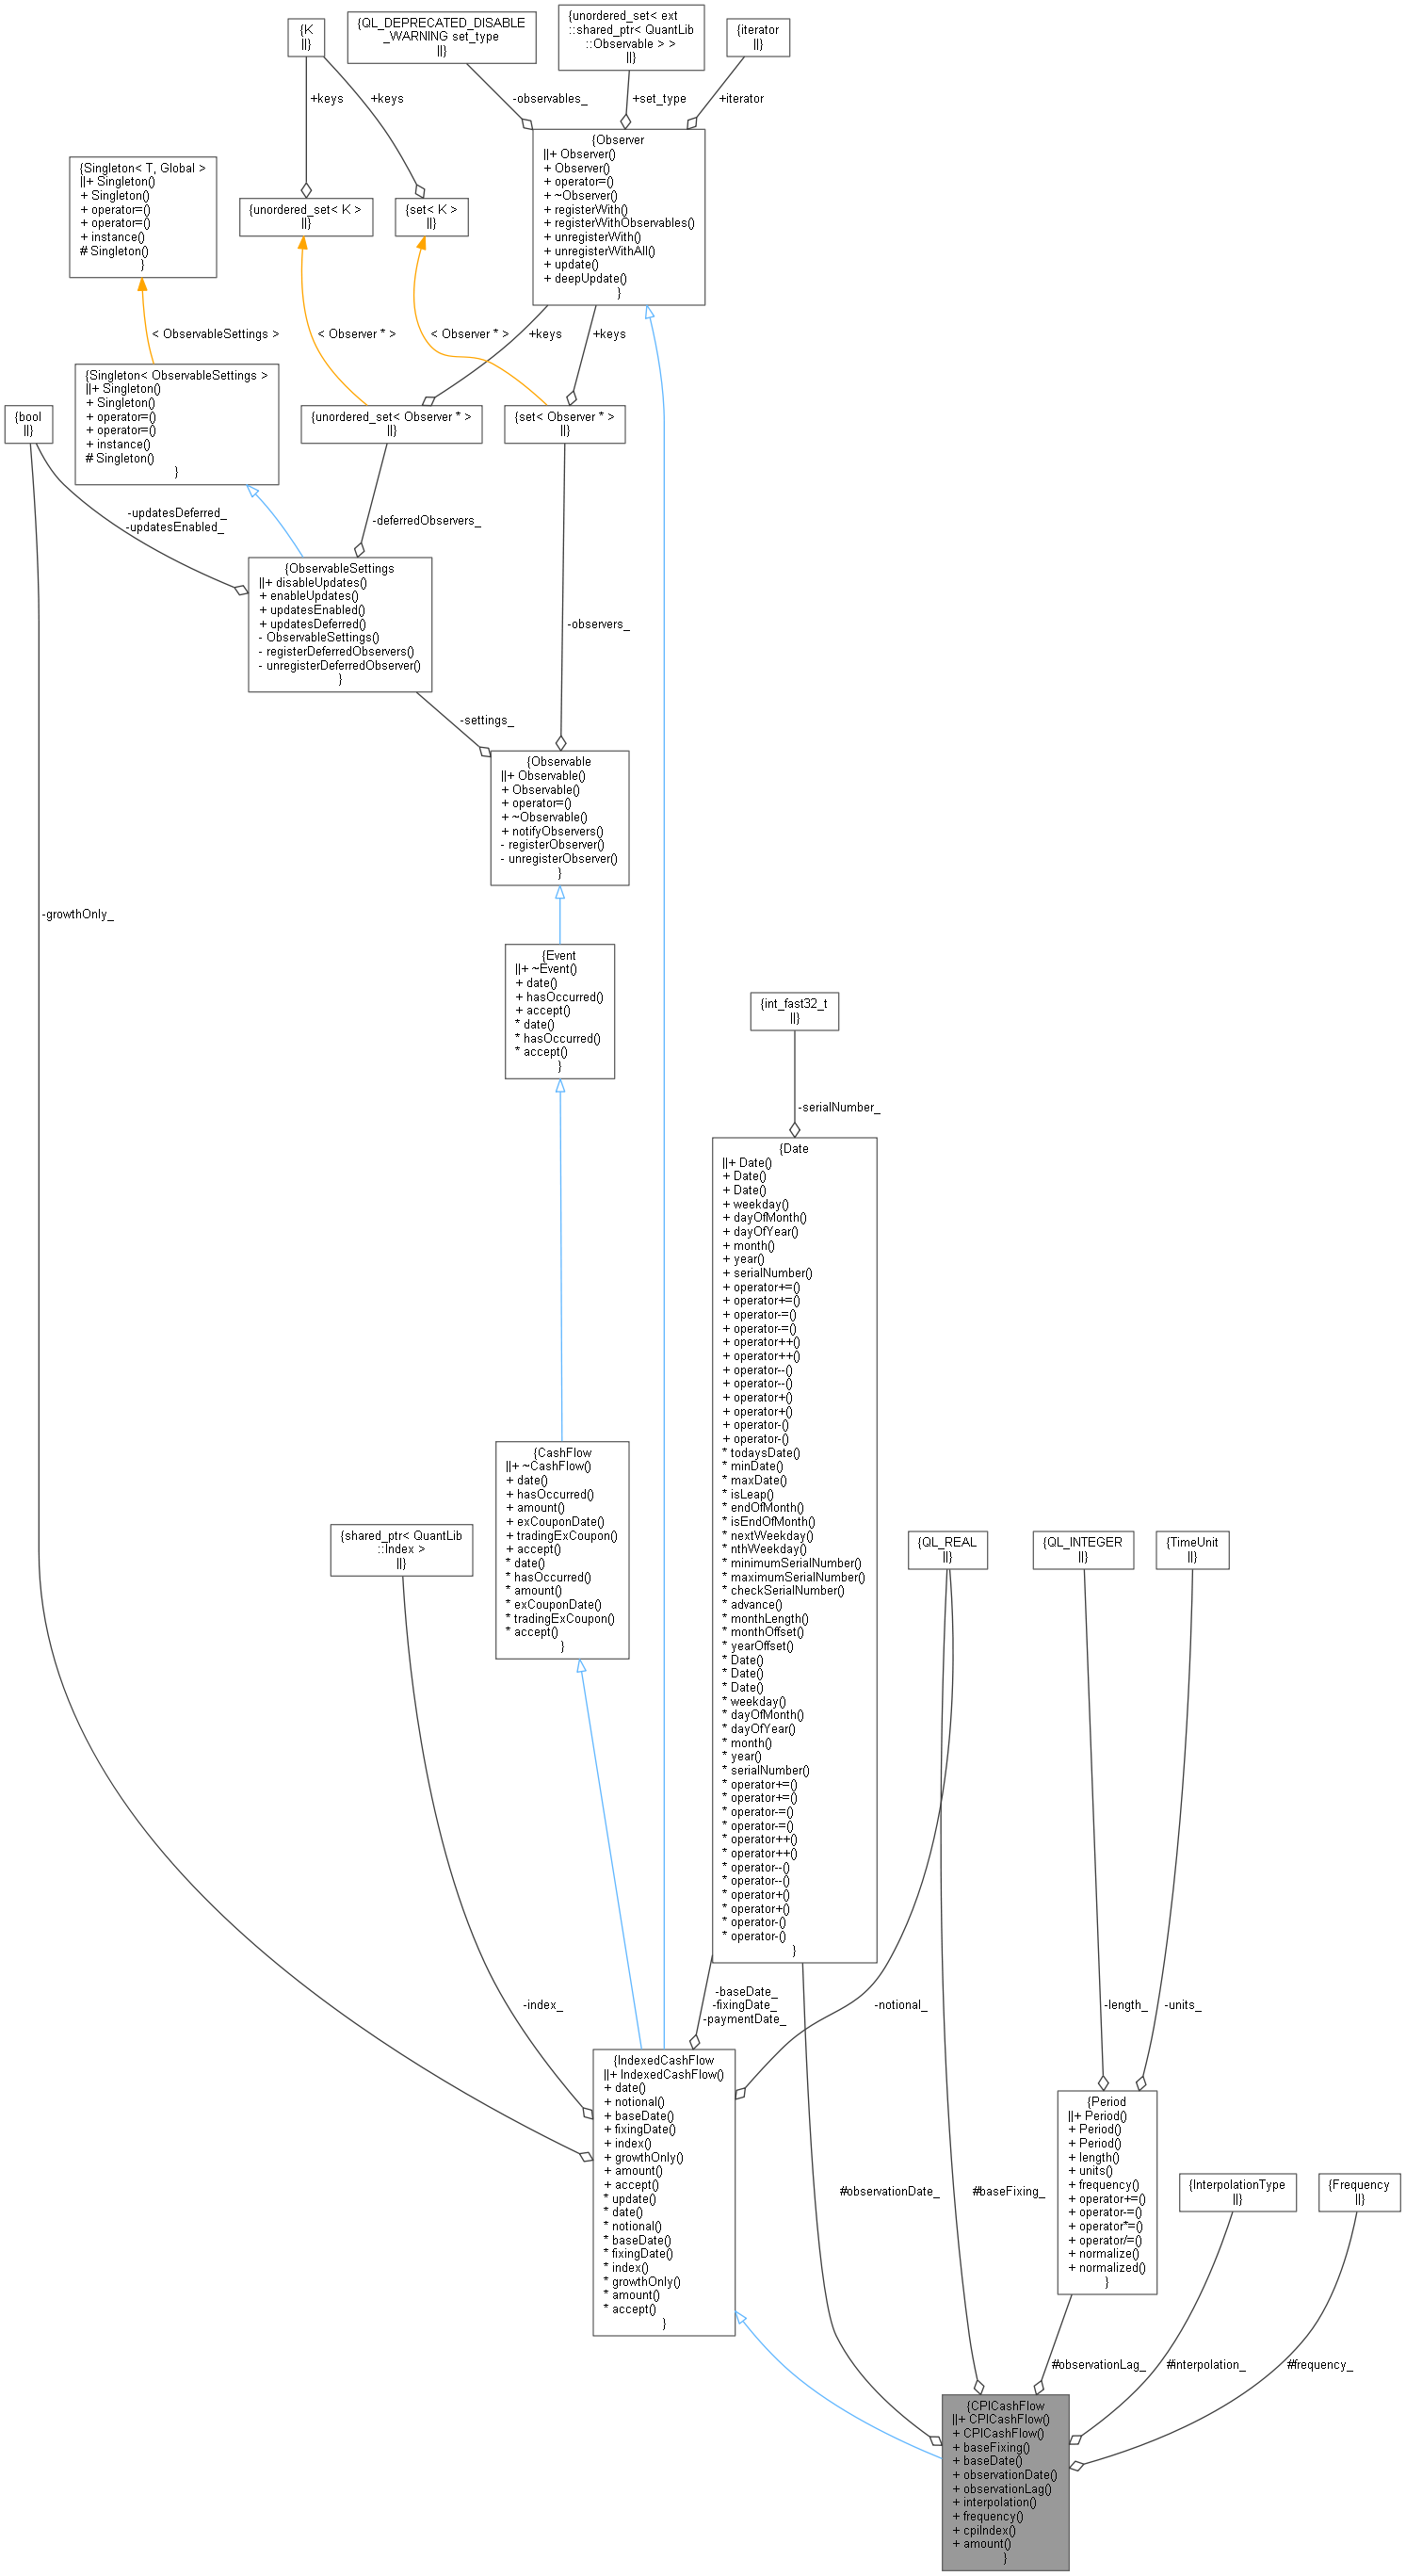 {K
||}
{QL_DEPRECATED_DISABLE
_WARNING set_type
||}
{unordered_set< ext
::shared_ptr< QuantLib
::Observable > >
||}
{iterator
||}
+keys
+keys
-observables_
+set_type
+iterator
{Singleton< T, Global >
||+ Singleton()
+ Singleton()
+ operator=()
+ operator=()
+ instance()
# Singleton()
}
{unordered_set< K >
||}
{set< K >
||}
{Observer
||+ Observer()
+ Observer()
+ operator=()
+ ~Observer()
+ registerWith()
+ registerWithObservables()
+ unregisterWith()
+ unregisterWithAll()
+ update()
+ deepUpdate()
}
< ObservableSettings >
< Observer * >
< Observer * >
+keys
+keys
{Singleton< ObservableSettings >
||+ Singleton()
+ Singleton()
+ operator=()
+ operator=()
+ instance()
# Singleton()
}
{bool
||}
{unordered_set< Observer * >
||}
{set< Observer * >
||}
-updatesDeferred_
-updatesEnabled_
-deferredObservers_
{ObservableSettings
||+ disableUpdates()
+ enableUpdates()
+ updatesEnabled()
+ updatesDeferred()
- ObservableSettings()
- registerDeferredObservers()
- unregisterDeferredObserver()
}
-observers_
-settings_
{Observable
||+ Observable()
+ Observable()
+ operator=()
+ ~Observable()
+ notifyObservers()
- registerObserver()
- unregisterObserver()
}
-growthOnly_
{Event
||+ ~Event()
+ date()
+ hasOccurred()
+ accept()
* date()
* hasOccurred()
* accept()
}
{int_fast32_t
||}
-serialNumber_
{Date
||+ Date()
+ Date()
+ Date()
+ weekday()
+ dayOfMonth()
+ dayOfYear()
+ month()
+ year()
+ serialNumber()
+ operator+=()
+ operator+=()
+ operator-=()
+ operator-=()
+ operator++()
+ operator++()
+ operator--()
+ operator--()
+ operator+()
+ operator+()
+ operator-()
+ operator-()
* todaysDate()
* minDate()
* maxDate()
* isLeap()
* endOfMonth()
* isEndOfMonth()
* nextWeekday()
* nthWeekday()
* minimumSerialNumber()
* maximumSerialNumber()
* checkSerialNumber()
* advance()
* monthLength()
* monthOffset()
* yearOffset()
* Date()
* Date()
* Date()
* weekday()
* dayOfMonth()
* dayOfYear()
* month()
* year()
* serialNumber()
* operator+=()
* operator+=()
* operator-=()
* operator-=()
* operator++()
* operator++()
* operator--()
* operator--()
* operator+()
* operator+()
* operator-()
* operator-()
}
{CashFlow
||+ ~CashFlow()
+ date()
+ hasOccurred()
+ amount()
+ exCouponDate()
+ tradingExCoupon()
+ accept()
* date()
* hasOccurred()
* amount()
* exCouponDate()
* tradingExCoupon()
* accept()
}
{shared_ptr< QuantLib
::Index >
||}
{QL_REAL
||}
{QL_INTEGER
||}
{TimeUnit
||}
-index_
-baseDate_
-fixingDate_
-paymentDate_
-notional_
-length_
-units_
{IndexedCashFlow
||+ IndexedCashFlow()
+ date()
+ notional()
+ baseDate()
+ fixingDate()
+ index()
+ growthOnly()
+ amount()
+ accept()
* update()
* date()
* notional()
* baseDate()
* fixingDate()
* index()
* growthOnly()
* amount()
* accept()
}
#observationDate_
#baseFixing_
{Period
||+ Period()
+ Period()
+ Period()
+ length()
+ units()
+ frequency()
+ operator+=()
+ operator-=()
+ operator*=()
+ operator/=()
+ normalize()
+ normalized()
}
{InterpolationType
||}
{Frequency
||}
#observationLag_
#interpolation_
#frequency_
{CPICashFlow
||+ CPICashFlow()
+ CPICashFlow()
+ baseFixing()
+ baseDate()
+ observationDate()
+ observationLag()
+ interpolation()
+ frequency()
+ cpiIndex()
+ amount()
}